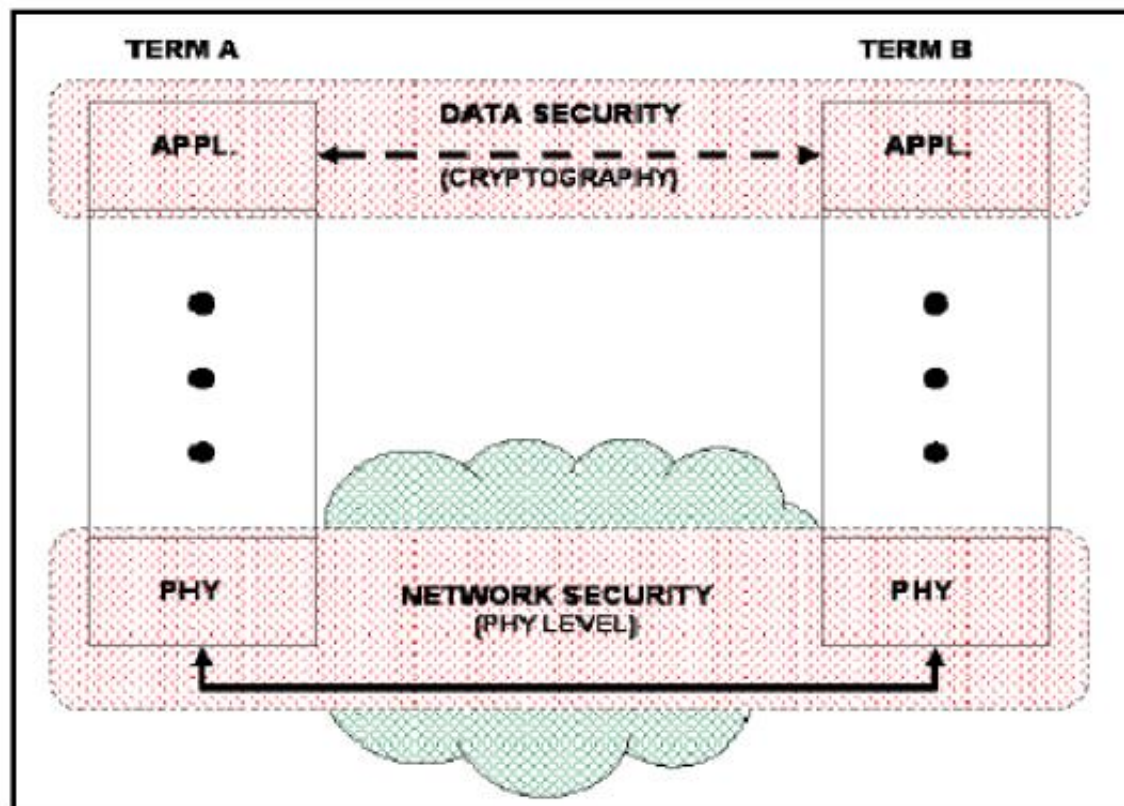 TERM A
TERM B
DATA SECURITY
APPL.
APPL.
(CRYPTOGRAPHY)
PHY
NETWORK SECURITY
PHY
(PHY LEVEL)